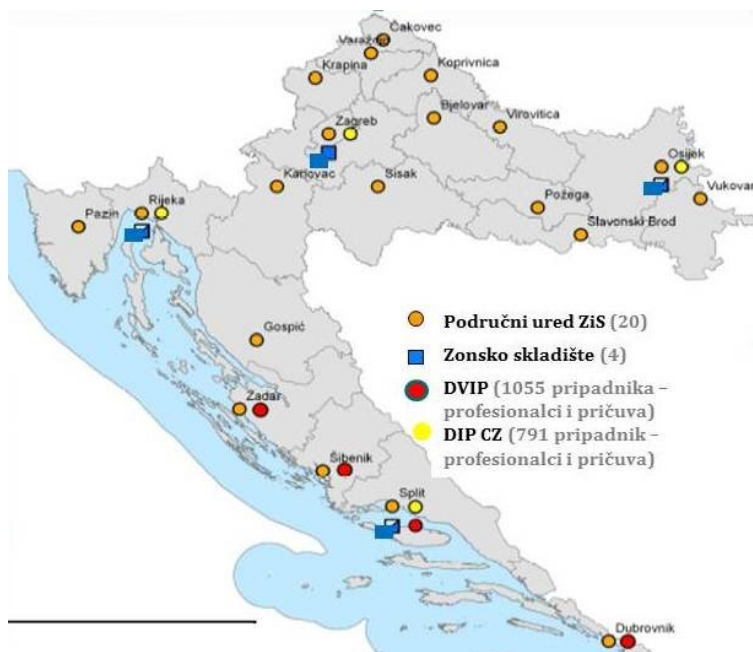 Čakovec
Varaždin
Krapina
Koprivnica
Bjelovar
Virovitica
Zagreb
Osijek
Vukovar
Karlovac
Sisak
Požega
Slavonski Brod
Rijeka
Pazin
Gospić
Područni ured ZiS (20)
Zonsko skladište (4)
DVIP (1055 pripadnika –
profesionalci i pričuva)
DIP CZ (791 pripadnik –
profesionalci i pričuva)
Zadar
Šibenik
Split
Dubrovnik